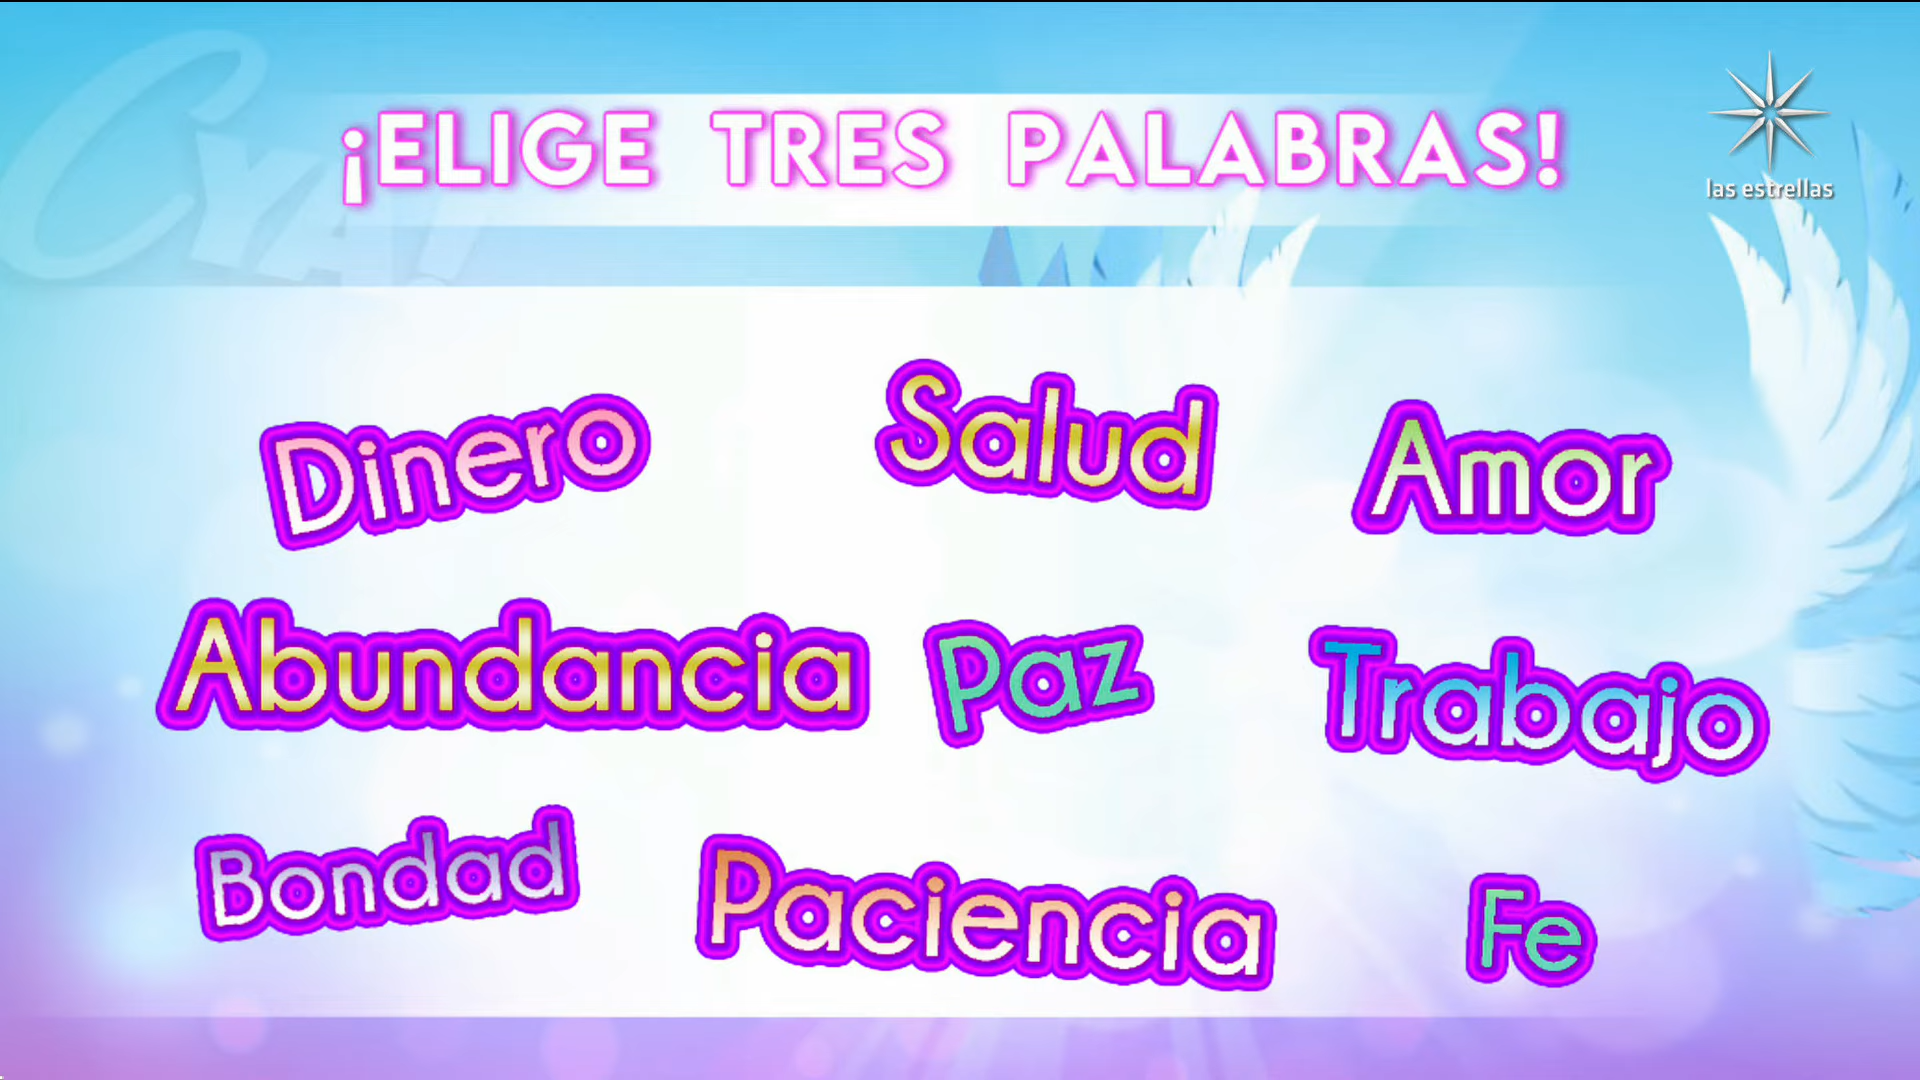 ¡ELIGE TRES PALABRAS!
las estrellas
Dinero Salud Amor
Abundancia Paz Trabajo
Bondad Paciencia Fe